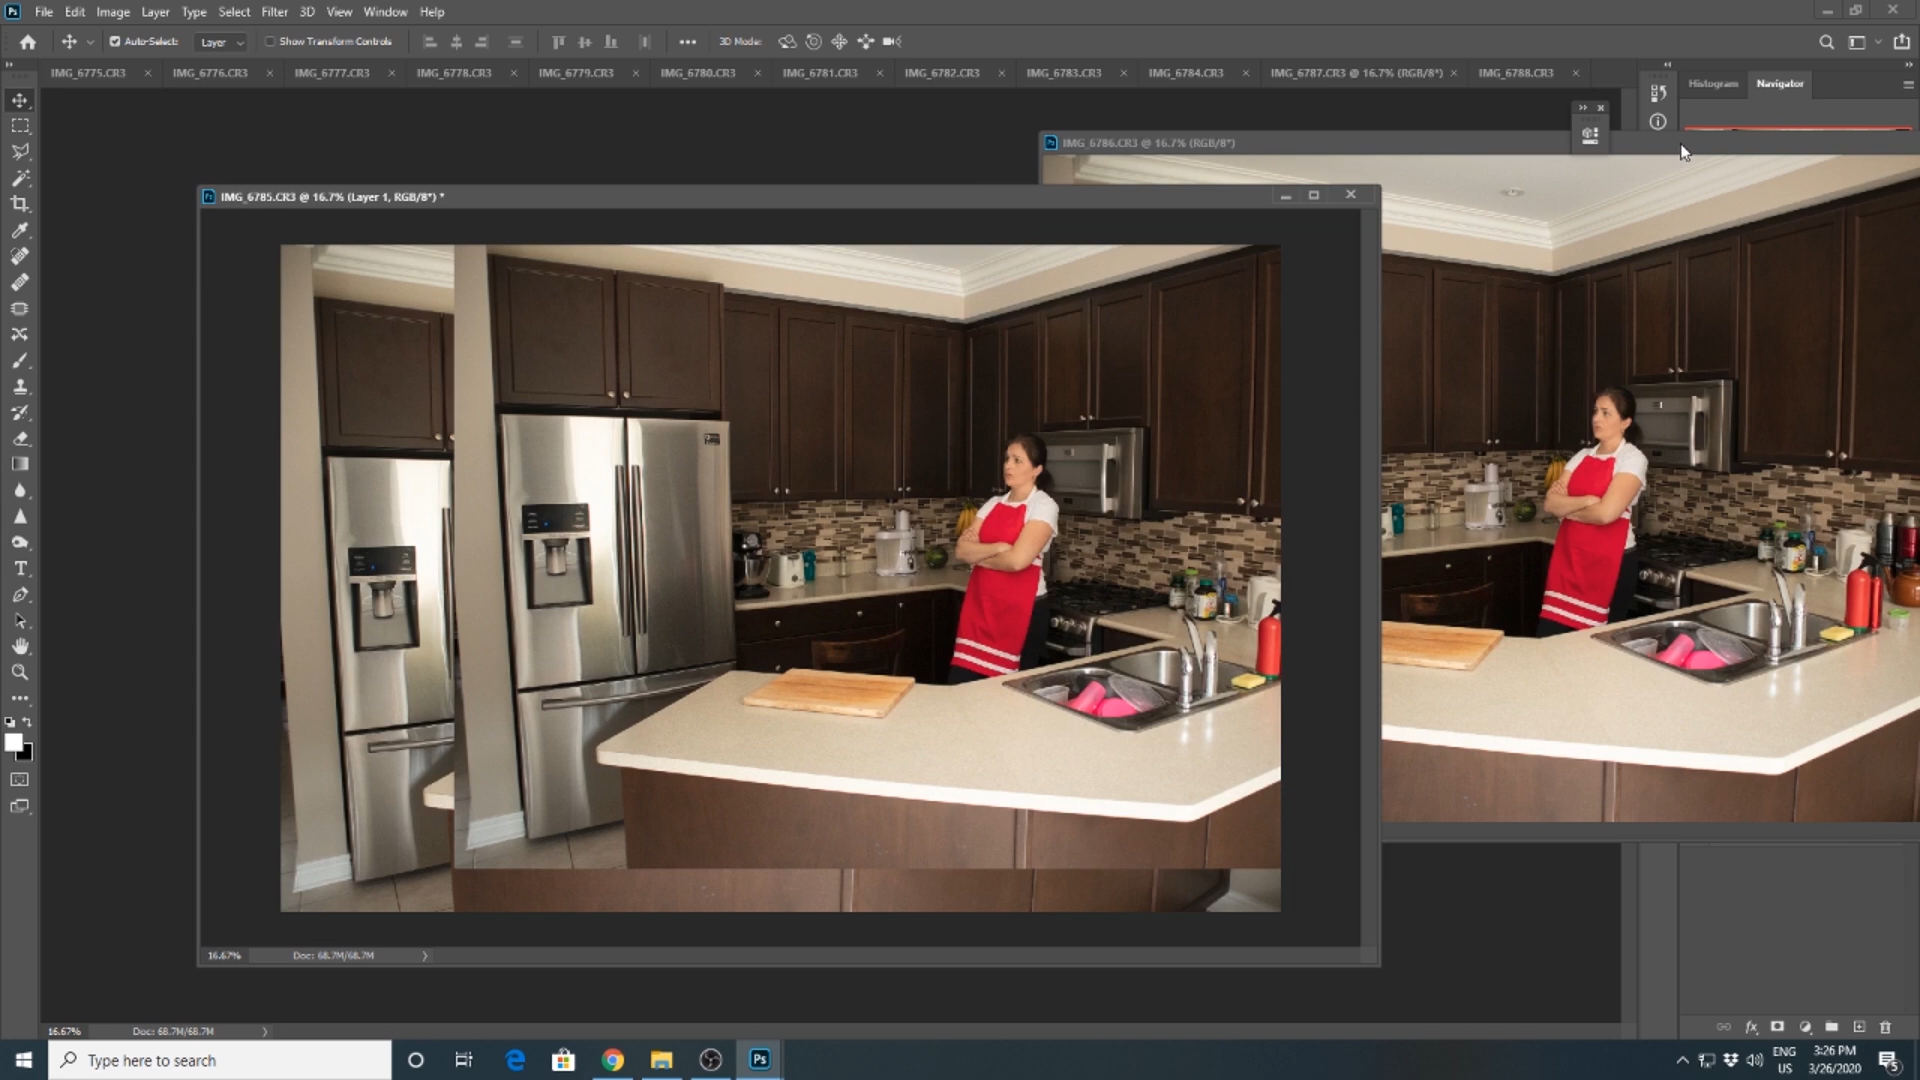 Ps File Edit Image Layer Type Select Filter 3D View Window Help
Auto-Select: Layer Show Transform Controls 3D Mode:
IMG_6775.CR3 IMG_6776.CR3 IMG_6777.CR3 IMG_6778.CR3 IMG_6779.CR3 IMG_6780.CR3 IMG_6781.CR3 IMG_6782.CR3 IMG_6783.CR3 IMG_6784.CR3 IMG_6787.CR3 @ 16.7% (RGB/8*) IMG_6788.CR3
Histogram Navigator
IMG_6786.CR3 @ 16.7% (RGB/8*)
IMG_6785.CR3 @ 16.7% (Layer 1, RGB/8*) *
16.67% Doc: 68.7M/68.7M
16.67% Doc: 68.7M/68.7M
Type here to search
Ps
ENG
US
3:26 PM
3/26/2020
5